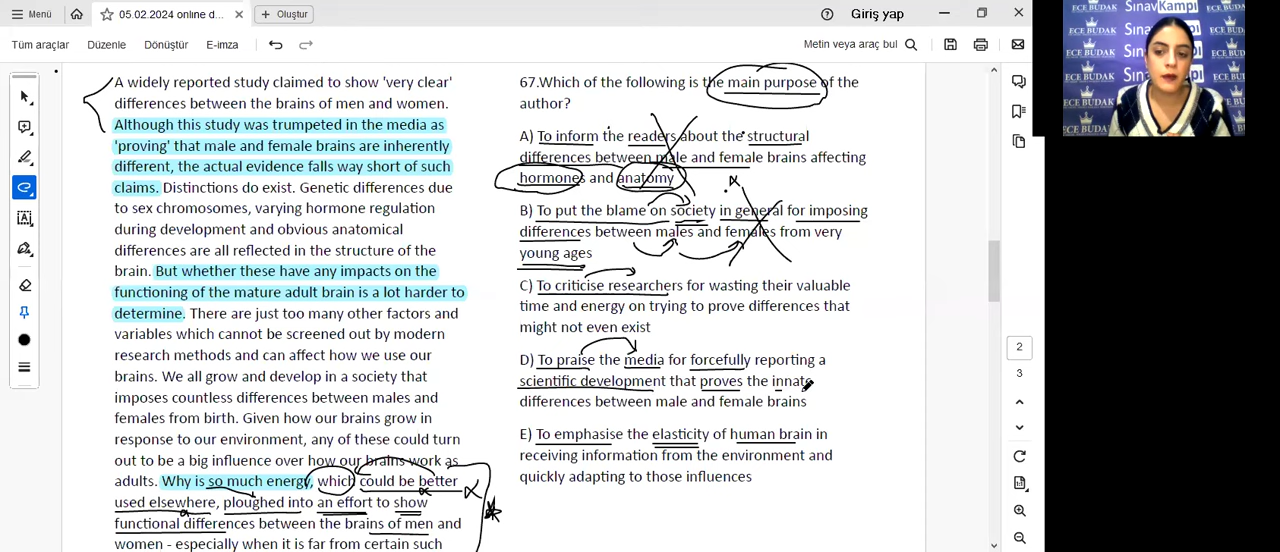 Menü
05.02.2024 online d
Oluştur
Giriş yap
Tüm araçlar
Düzenle
Dönüştür
E-imza
Metin veya araç bul
A widely reported study claimed to show 'very clear'
differences between the brains of men and women.
Although this study was trumpeted in the media as
'proving' that male and female brains are inherently
different, the actual evidence falls way short of such
claims. Distinctions do exist. Genetic differences due
to sex chromosomes, varying hormone regulation
during development and obvious anatomical
differences are all reflected in the structure of the
brain. But whether these have any impacts on the
functioning of the mature adult brain is a lot harder to
determine. There are just too many other factors and
variables which cannot be screened out by modern
research methods and can affect how we use our
brains. We all grow and develop in a society that
imposes countless differences between males and
females from birth. Given how our brains grow in
response to our environment, any of these could turn
out to be a big influence over how our brains work as
adults. Why is so much energy, which could be better
used elsewhere, ploughed into an effort to show
functional differences between the brains of men and
women - especially when it is far from certain such
67.Which of the following is the main purpose of the
author?
A) To inform the readers about the structural
differences between male and female brains affecting
hormones and anatomy
B) To put the blame on society in general for imposing
differences between males and females from very
young ages
C) To criticise researchers for wasting their valuable
time and energy on trying to prove differences that
might not even exist
D) To praise the media for forcefully reporting a
scientific development that proves the innate
differences between male and female brains
E) To emphasise the elasticity of human brain in
receiving information from the environment and
quickly adapting to those influences
2
3
SınavKampı
ECE BUDAK